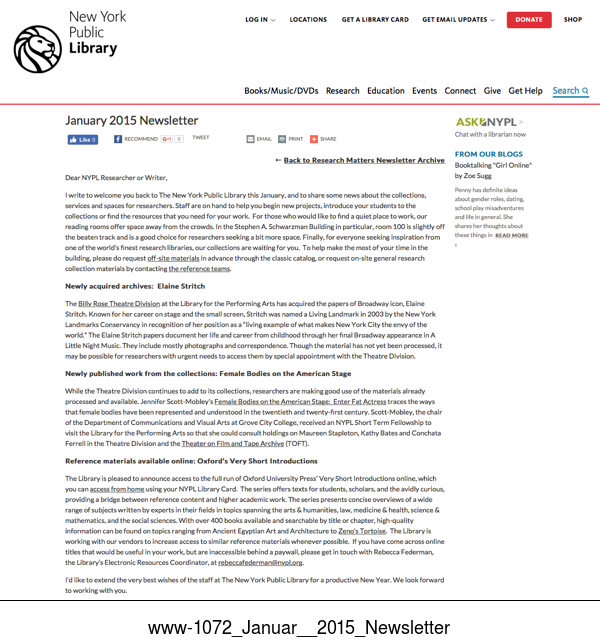 New York
Public
Library
LOG IN
LOCATIONS
GET A LIBRARY CARD
GET EMAIL UPDATES
DONATE
SHOP
Books/Music/DVDs Research Education Events Connect Give Get Help Search
January 2015 Newsletter
Like 0
RECOMMEND
0
TWEET
EMAIL
PRINT
SHARE
← Back to Research Matters Newsletter Archive
Dear NYPL Researcher or Writer,
I write to welcome you back to The New York Public Library this January, and to share some news about the collections,
services and spaces for researchers. Staff are on hand to help you begin new projects, introduce your students to the
collections or find the resources that you need for your work. For those who would like to find a quiet place to work, our
reading rooms offer space away from the crowds. In the Stephen A. Schwarzman Building in particular, room 100 is slightly off
the beaten track and is a good choice for researchers seeking a bit more space. Finally, for everyone seeking inspiration from
one of the world's finest research libraries, our collections are waiting for you. To help make the most of your time in the
building, please do request off-site materials in advance through the classic catalog, or request on-site general research
collection materials by contacting the reference teams.
Newly acquired archives: Elaine Stritch
The Billy Rose Theatre Division at the Library for the Performing Arts has acquired the papers of Broadway icon, Elaine
Stritch. Known for her career on stage and the small screen, Stritch was named a Living Landmark in 2003 by the New York
Landmarks Conservancy in recognition of her position as a "living example of what makes New York City the envy of the
world." The Elaine Stritch papers document her life and career from childhood through her final Broadway appearance in A
Little Night Music. They include mostly photographs and correspondence. Though the material has not yet been processed, it
may be possible for researchers with urgent needs to access them by special appointment with the Theatre Division.
Newly published work from the collections: Female Bodies on the American Stage
While the Theatre Division continues to add to its collections, researchers are making good use of the materials already
processed and available. Jennifer Scott-Mobley's Female Bodies on the American Stage: Enter Fat Actress traces the ways
that female bodies have been represented and understood in the twentieth and twenty-first century. Scott-Mobley, the chair
of the Department of Communications and Visual Arts at Grove City College, received an NYPL Short Term Fellowship to
visit the Library for the Performing Arts so that she could consult holdings on Maureen Stapleton, Kathy Bates and Conchata
Ferrell in the Theatre Division and the Theater on Film and Tape Archive (TOFT).
Reference materials available online: Oxford's Very Short Introductions
The Library is pleased to announce access to the full run of Oxford University Press' Very Short Introductions online, which
you can access from home using your NYPL Library Card. The series offers texts for students, scholars, and the avidly curious,
providing a bridge between reference content and higher academic work. The series presents concise overviews of a wide
range of subjects written by experts in their fields in topics spanning the arts & humanities, law, medicine & health, science &
mathematics, and the social sciences. With over 400 books available and searchable by title or chapter, high-quality
information can be found on topics ranging from Ancient Egyptian Art and Architecture to Zeno's Tortoise. The Library is
working with our vendors to increase access to similar reference materials whenever possible. If you have come across online
titles that would be useful in your work, but are inaccessible behind a paywall, please get in touch with Rebecca Federman,
the Library's Electronic Resources Coordinator, at rebeccafederman@nypl.org.
I'd like to extend the very best wishes of the staff at The New York Public Library for a productive New Year. We look forward
to working with you.
ASK NYPL >
Chat with a librarian now
FROM OUR BLOGS
Booktalking "Girl Online"
by Zoe Sugg
Penny has definite ideas
about gender roles, dating,
school play misadventures
and life in general. She
shares her thoughts about
these things in READ MORE
www-1072_Januar__2015_Newsletter